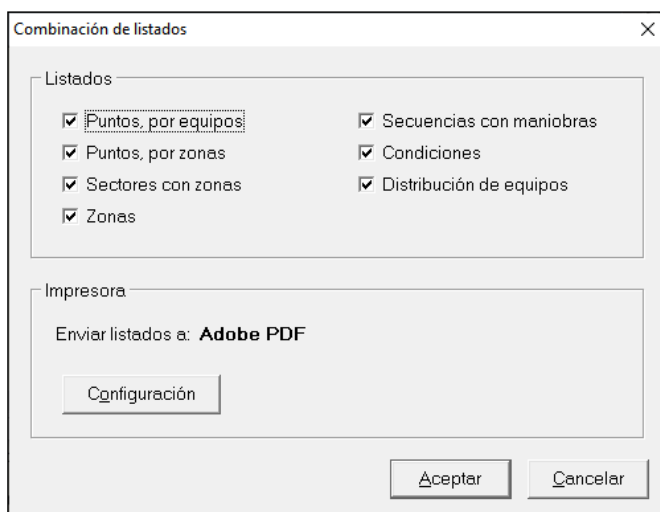 Combinación de listados
Listados
Puntos, por equipos
Puntos, por zonas
Sectores con zonas
Zonas
Secuencias con maniobras
Condiciones
Distribución de equipos
Impresora
Enviar listados a: Adobe PDF
Configuración
Aceptar
Cancelar